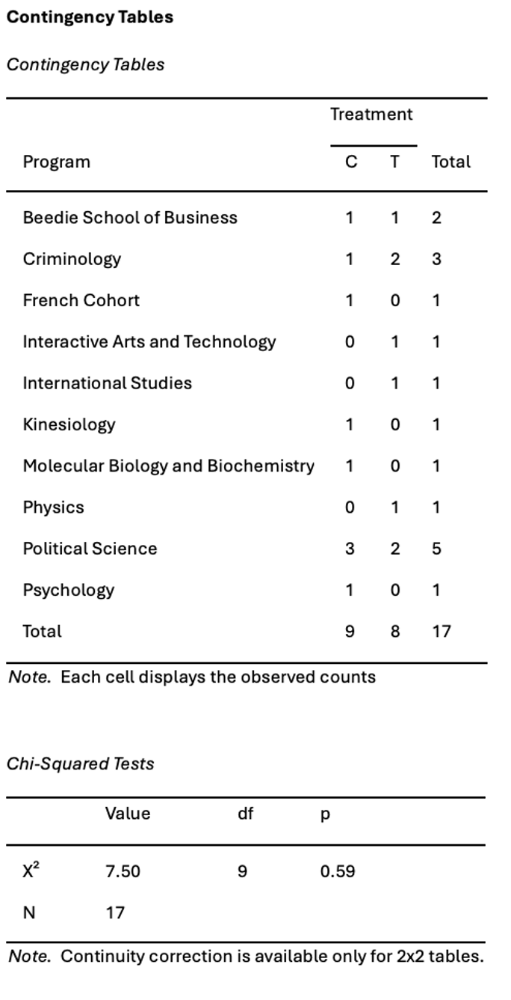 Contingency Tables
Contingency Tables
Treatment
Program C T Total
Beedie School of Business 1 1 2
Criminology 1 2 3
French Cohort 1 0 1
Interactive Arts and Technology 0 1 1
International Studies 0 1 1
Kinesiology 1 0 1
Molecular Biology and Biochemistry 1 0 1
Physics 0 1 1
Political Science 3 2 5
Psychology 1 0 1
Total 9 8 17
Note. Each cell displays the observed counts
Chi-Squared Tests
Value df p
X² 7.50 9 0.59
N 17
Note. Continuity correction is available only for 2x2 tables.